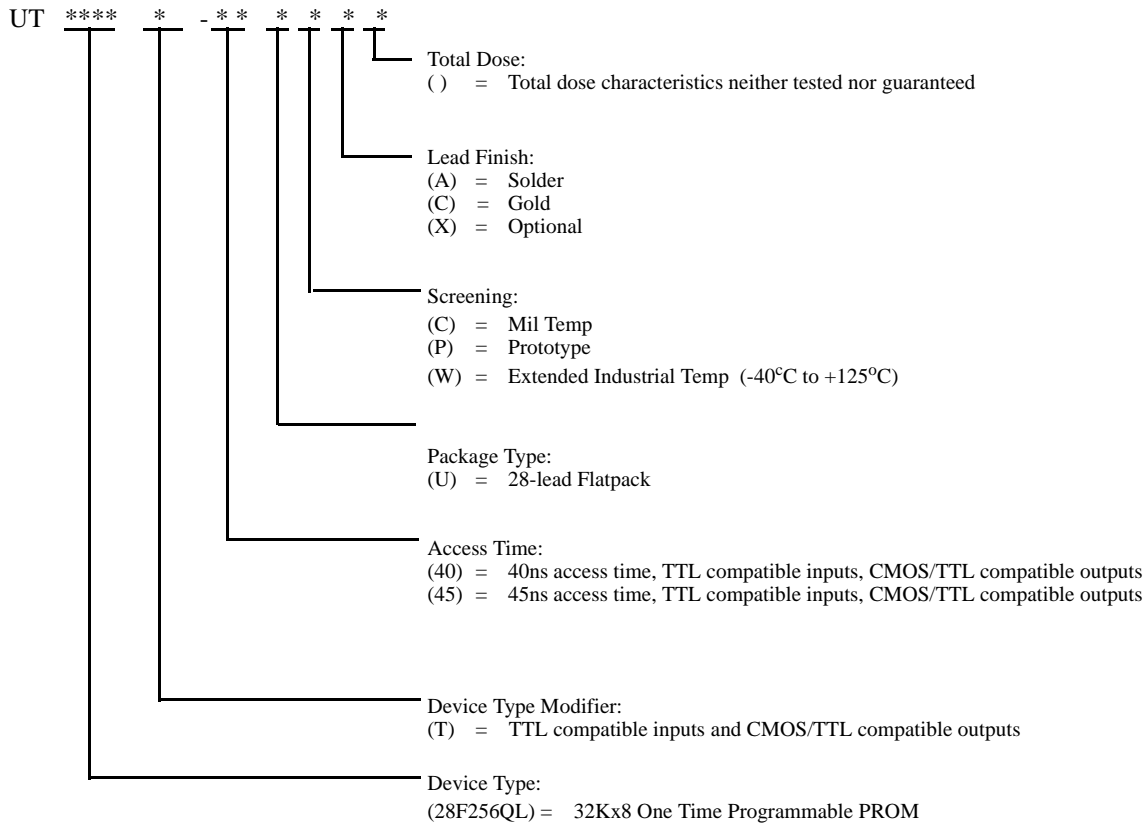 UT **** * - * * * * * *
Total Dose:
( ) = Total dose characteristics neither tested nor guaranteed
Lead Finish:
(A) = Solder
(C) = Gold
(X) = Optional
Screening:
(C) = Mil Temp
(P) = Prototype
(W) = Extended Industrial Temp (-40cC to +125oC)
Package Type:
(U) = 28-lead Flatpack
Access Time:
(40) = 40ns access time, TTL compatible inputs, CMOS/TTL compatible outputs
(45) = 45ns access time, TTL compatible inputs, CMOS/TTL compatible outputs
Device Type Modifier:
(T) = TTL compatible inputs and CMOS/TTL compatible outputs
Device Type:
(28F256QL) = 32Kx8 One Time Programmable PROM